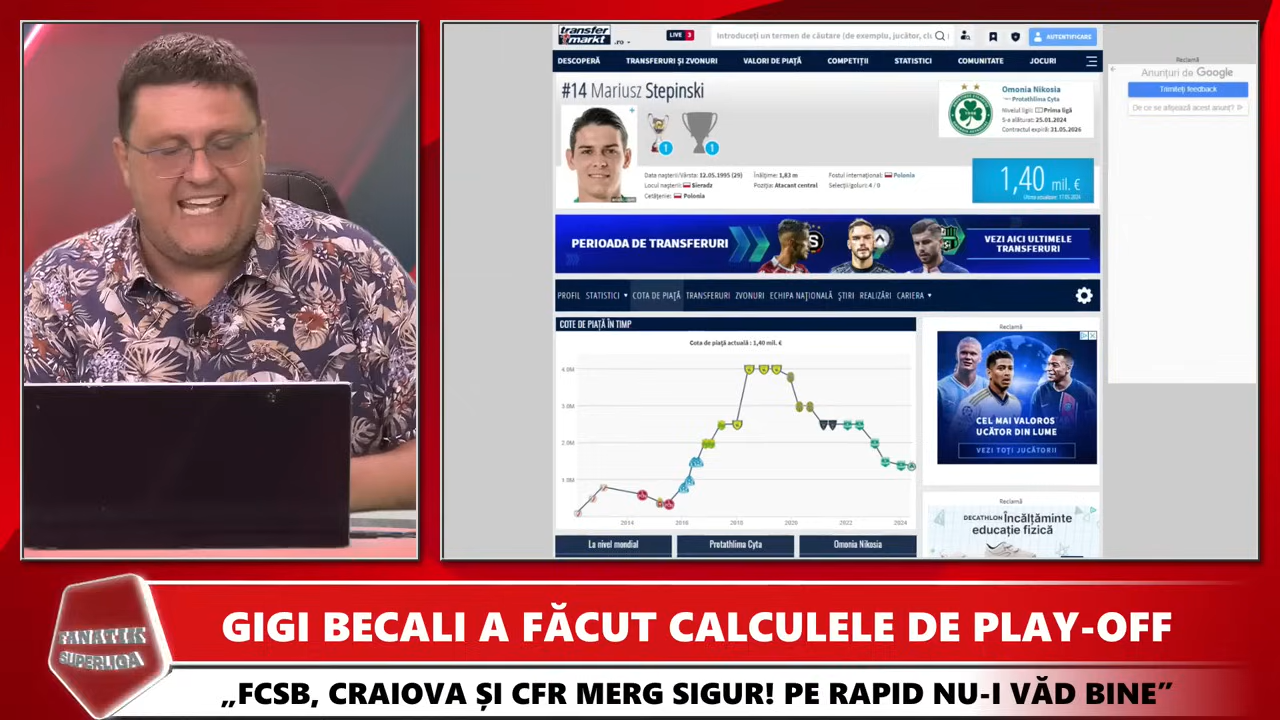 transfer
markt
.ro
LIVE 3
Introduceți un termen de căutare (de exemplu, jucător, clu
AUTENTIFICARE
DESCOPERĂ TRANSFERURI ȘI ZVONURI VALORI DE PIAȚĂ COMPETIȚII STATISTICI COMUNITATE JOCURI
#14 Mariusz Stepinski
1 1
Omonia Nikosia
Protathlima Cyta
Nivelul ligii: Prima ligă
S-a alăturat: 25.01.2024
Contractul expiră: 31.05.2026
Data nașterii/Vârsta: 12.05.1995 (29)
Locul nașterii: Sieradz
Cetățenie: Polonia
Înălțime: 1,83 m
Poziția: Atacant central
Fostul internațional: Polonia
Selecții/goluri: 4 / 0
1,40 mil. €
PERIOADA DE TRANSFERURI
VEZI AICI ULTIMELE
TRANSFERURI
PROFIL STATISTICI COTA DE PIAȚĂ TRANSFERURI ZVONURI ECHIPA NAȚIONALĂ ȘTIRI REALIZĂRI CARIERA
COTE DE PIAȚĂ ÎN TIMP
Cota de piață actuală : 1,40 mil. €
4.0M
3.0M
2.0M
1.0M
2014 2016 2018 2020 2022 2024
La nivel mondial Protathlima Cyta Omonia Nikosia
Reclamă
CEL MAI VALOROS
UCĂTOR DIN LUME
VEZI TOȚI JUCĂTORII
Reclamă
DECATHLON Încălțăminte
educație fizică
Reclamă
Anunțuri de Google
Trimiteți feedback
De ce se afișează acest anunț?
FANATIK
SUPERLIGA
GIGI BECALI A FĂCUT CALCULELE DE PLAY-OFF
„FCSB, CRAIOVA ȘI CFR MERG SIGUR! PE RAPID NU-I VĂD BINE”